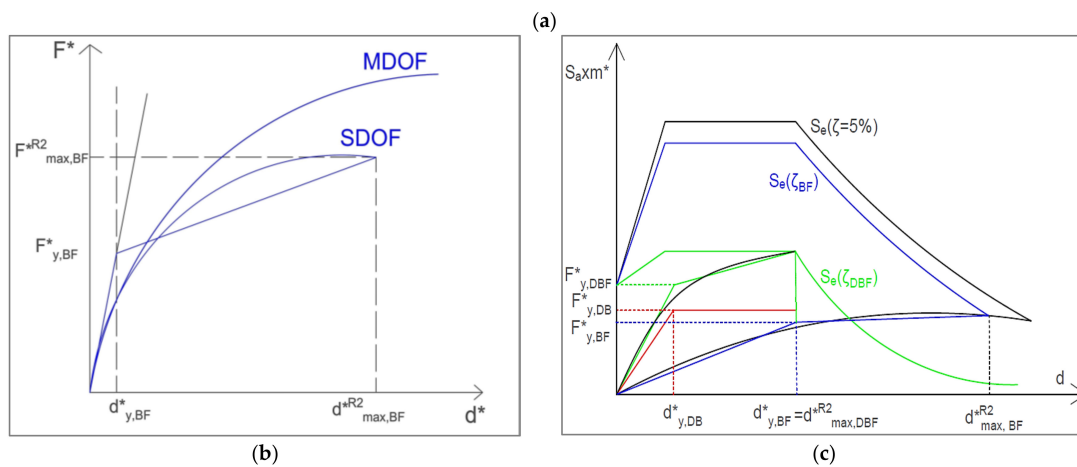 (a)
F*
MDOF
SDOF
F*R2max,BF
F*y,BF
d*y,BF
d*R2max,BF
d*
(b)
Saxm*
Se(ζ=5%)
Se(ζBF)
Se(ζDBF)
F*y,DBF
F*y,DB
F*y,BF
d
d*y,DB
d*y,BF =d*R2max,DBF
d*R2max, BF
(c)